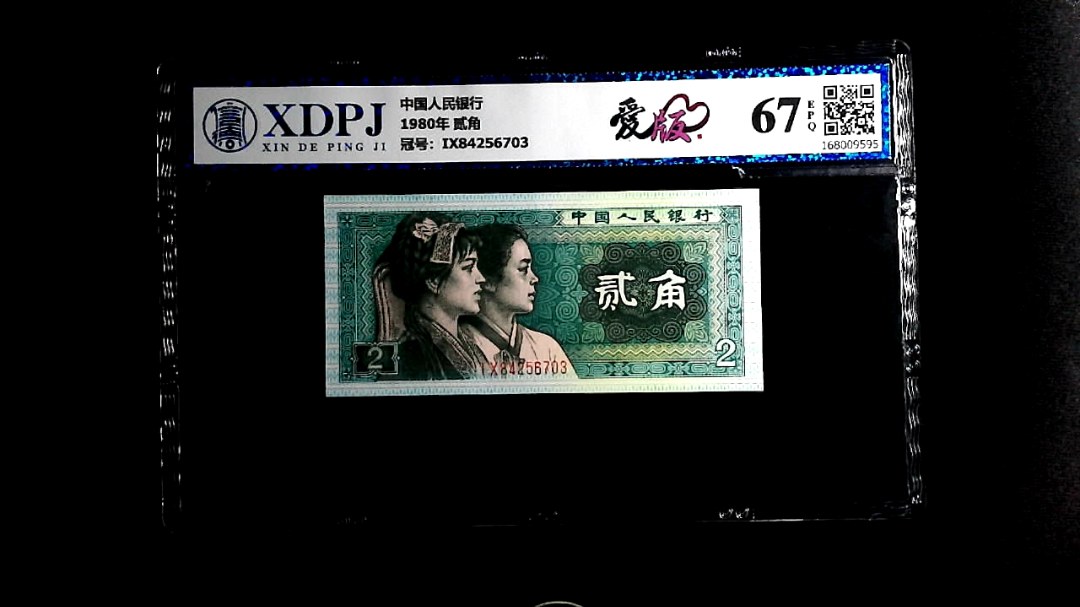 XDPJ
XIN DE PING JI
中国人民银行
1980年 贰角
冠号：IX84256703
爱版
67
EPQ
168009595
中国人民银行
贰角
2
2
IX84256703